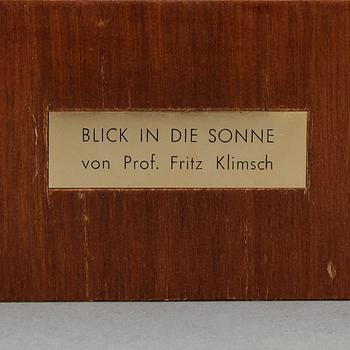 BLICK IN DIE SONNE
von Prof. Fritz Klimsch